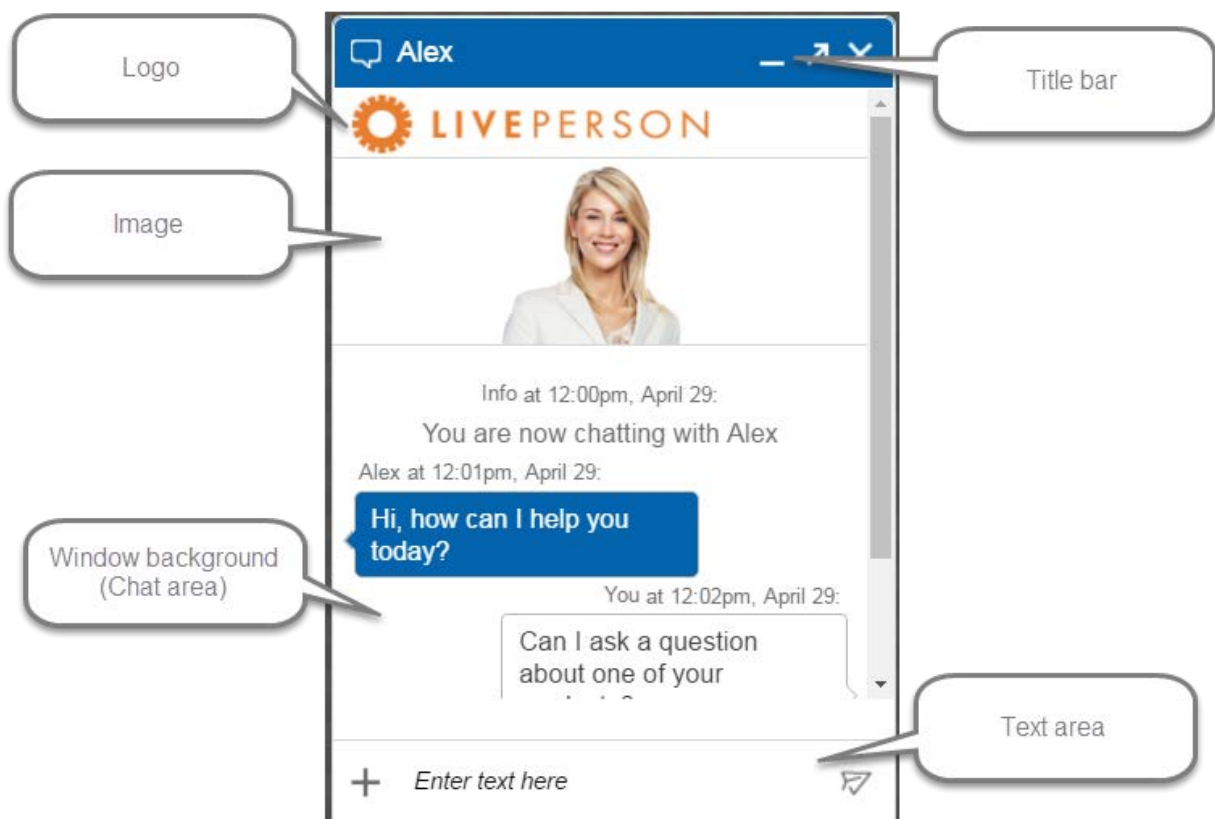 Logo
Alex
Title bar
LIVEPERSON
Image
Info at 12:00pm, April 29:
You are now chatting with Alex
Alex at 12:01pm, April 29:
Hi, how can I help you
today?
Window background
(Chat area)
You at 12:02pm, April 29:
Can I ask a question
about one of your
Text area
Enter text here